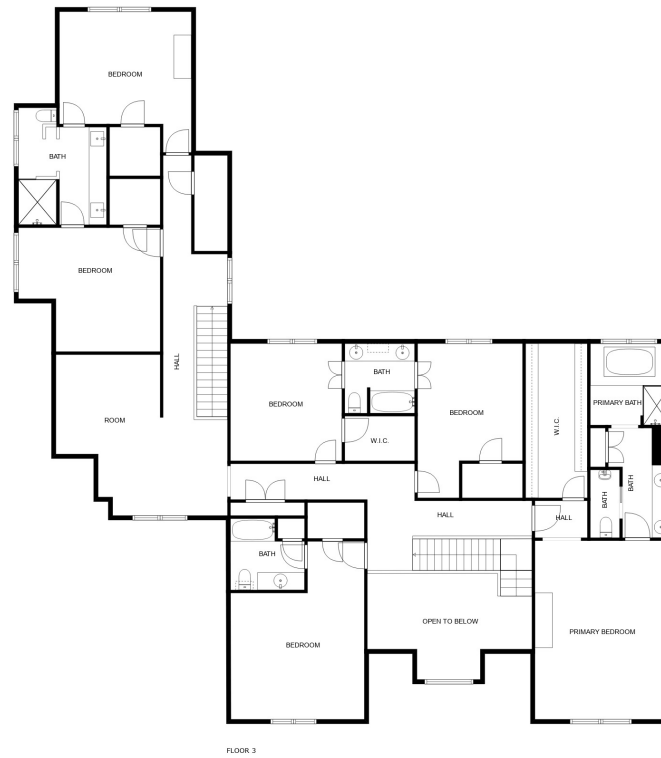 BEDROOM
BATH
BEDROOM
HALL
ROOM
BEDROOM
BATH
W.I.C.
BEDROOM
W.I.C.
PRIMARY BATH
BATH
BATH
HALL
HALL
HALL
BATH
BEDROOM
OPEN TO BELOW
PRIMARY BEDROOM
FLOOR 3